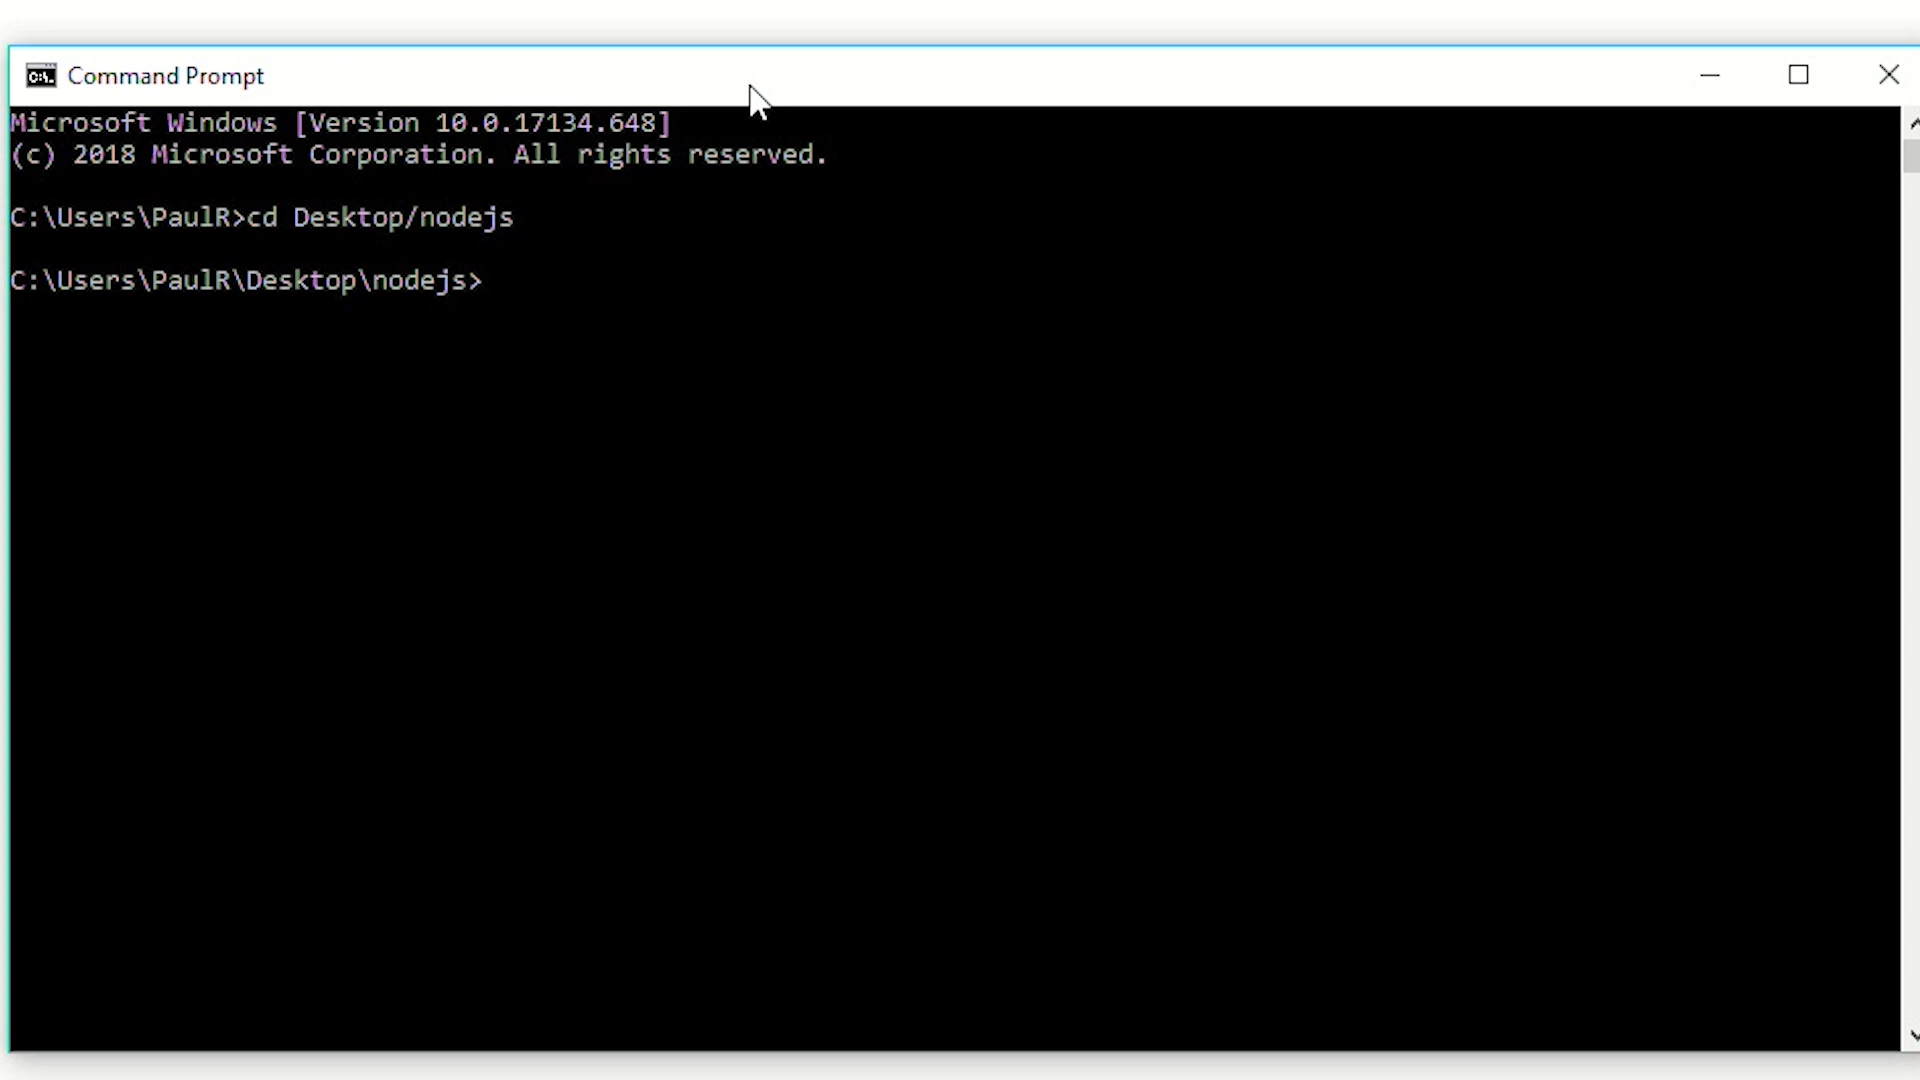 Command Prompt
Microsoft Windows [Version 10.0.17134.648]
(c) 2018 Microsoft Corporation. All rights reserved.
C:\Users\PaulR>cd Desktop/nodejs
C:\Users\PaulR\Desktop\nodejs>